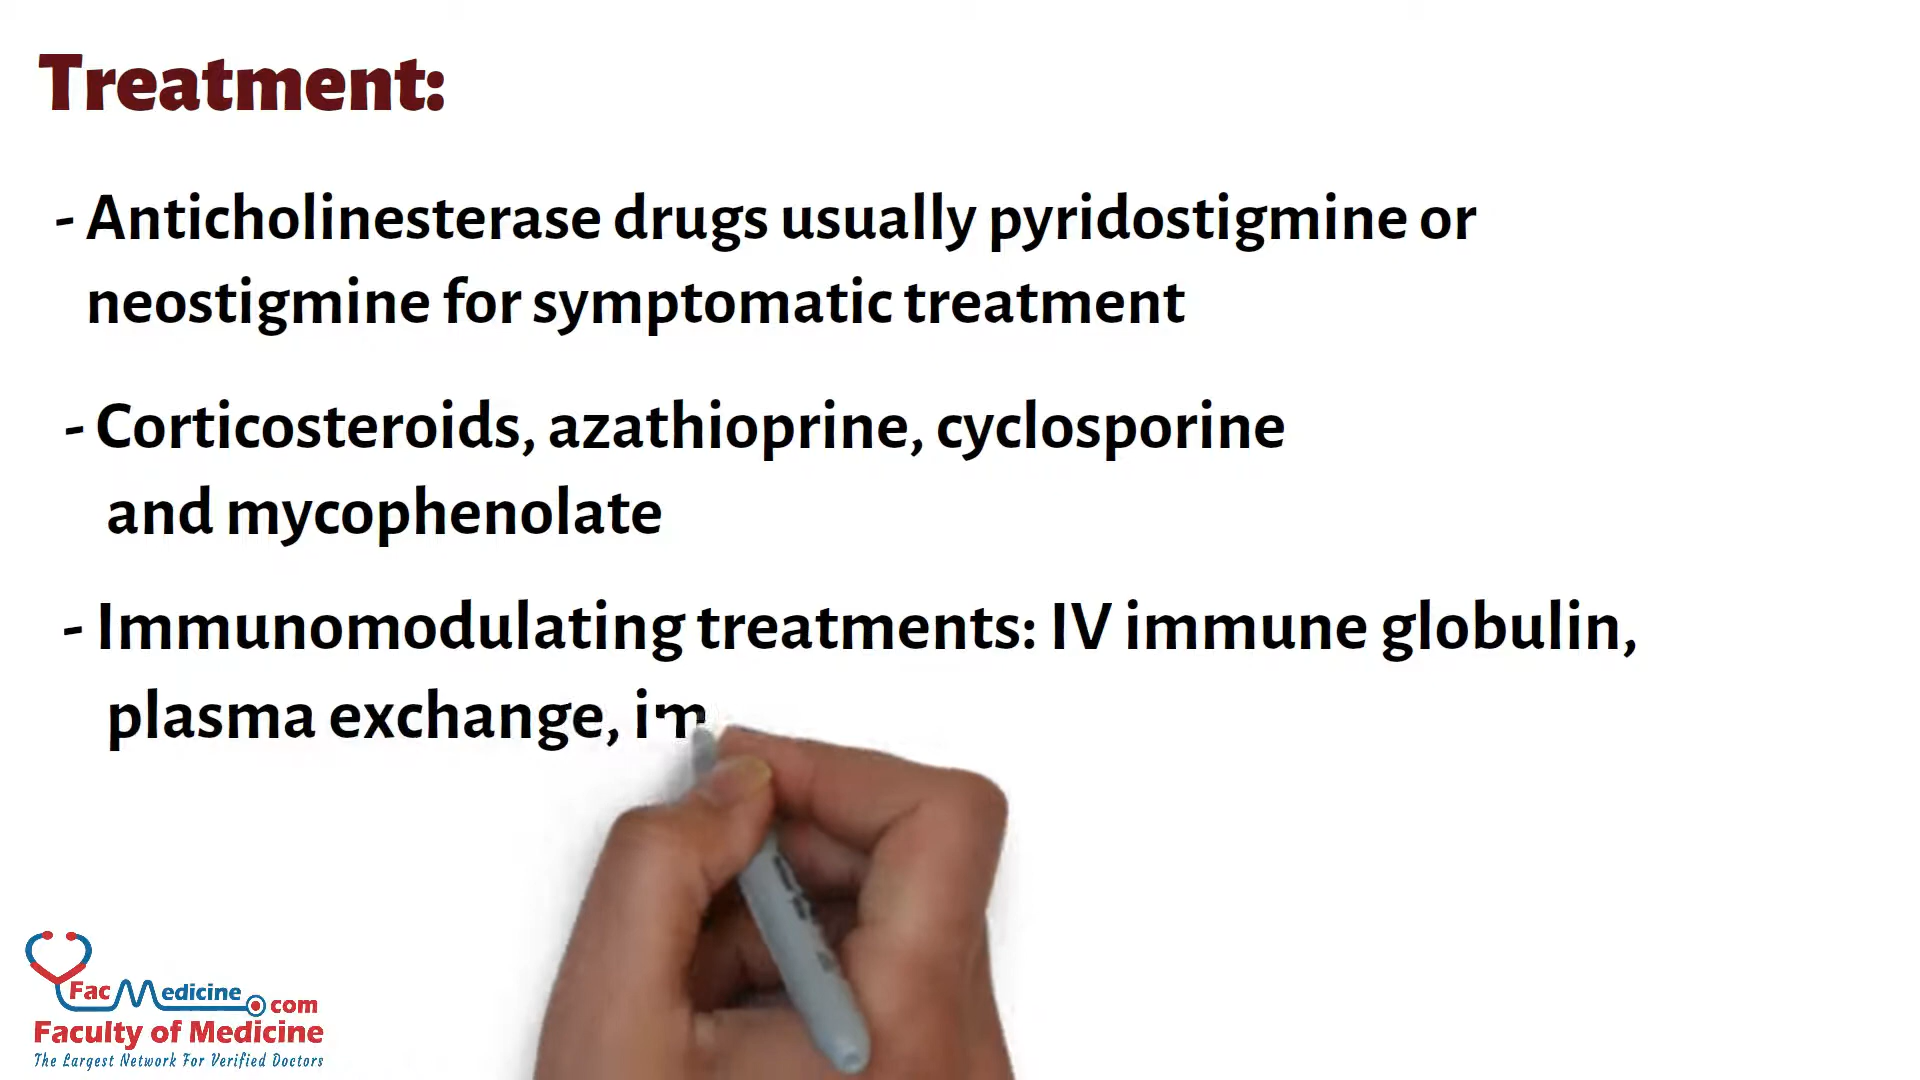 Treatment:
- Anticholinesterase drugs usually pyridostigmine or
neostigmine for symptomatic treatment
- Corticosteroids, azathioprine, cyclosporine
and mycophenolate
- Immunomodulating treatments: IV immune globulin,
plasma exchange, im
FacMedicine.com
Faculty of Medicine
The Largest Network For Verified Doctors